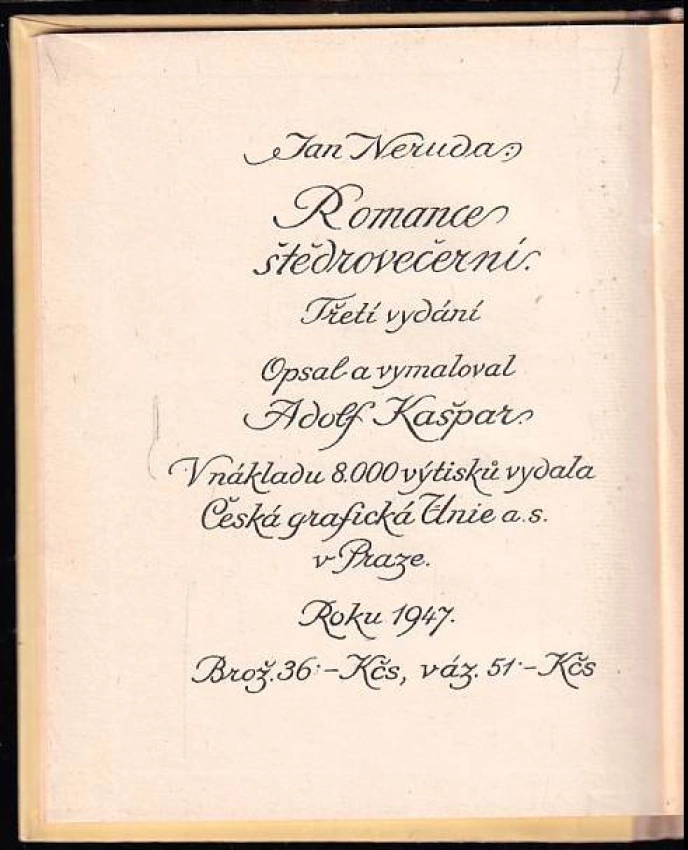 Jan Neruda:
Romance
štědrovečerní.
Třetí vydání
Opsal a vymaloval
Adolf Kašpar.
V nákladu 8.000 výtisků vydala
Česká grafická Unie a.s.
v Praze.
Roku 1947.
Brož. 36·– Kčs, váz. 51·– Kčs